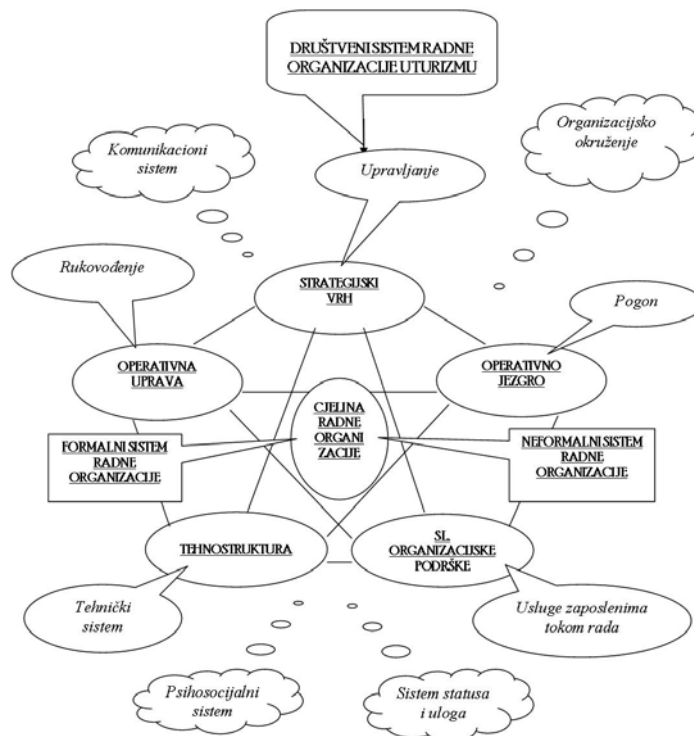 DRUŠTVENI SISTEM RADNE
ORGANIZACIJE U TURIZMU
Komunikacioni
sistem
Organizacijsko
okruženje
Upravljanje
Rukovođenje
STRATEGIJSKI
VRH
Pogon
OPERATIVNA
UPRAVA
OPERATIVNO
JEZGRO
CJELINA
RADNE
ORGANI
ZACIJE
FORMALNI SISTEM
RADNE
ORGANIZACIJE
NEFORMALNI SISTEM
RADNE
ORGANIZACIJE
TEHNOSTRUKTURA
SL.
ORGANIZACIJSKE
PODRŠKE
Tehnički
sistem
Usluge zaposlenima
tokom rada
Psihosocijalni
sistem
Sistem statusa
i uloga